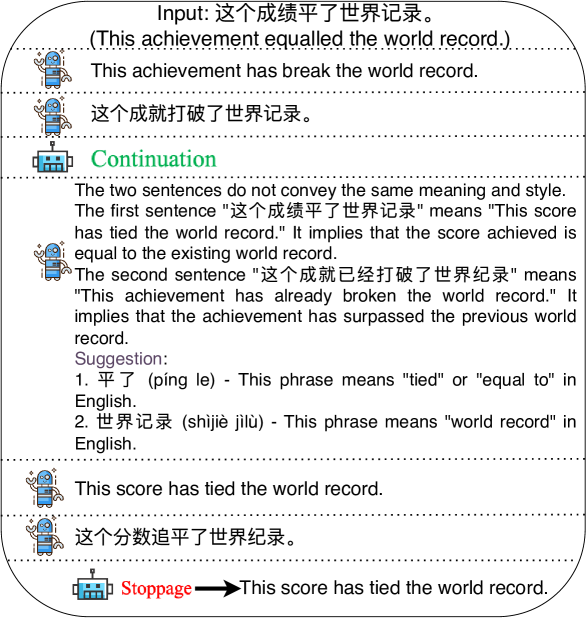 Input: 这个成绩平了世界记录。
(This achievement equalled the world record.)
This achievement has break the world record.
这个成就打破了世界记录。
Continuation
The two sentences do not convey the same meaning and style.
The first sentence "这个成绩平了世界记录" means "This score
has tied the world record." It implies that the score achieved is
equal to the existing world record.
The second sentence "这个成就已经打破了世界纪录" means
"This achievement has already broken the world record." It
implies that the achievement has surpassed the previous world
record.
Suggestion:
1. 平了 (píng le) - This phrase means "tied" or "equal to" in
English.
2. 世界记录 (shìjiè jìlù) - This phrase means "world record" in
English.
This score has tied the world record.
这个分数追平了世界纪录。
Stoppage This score has tied the world record.